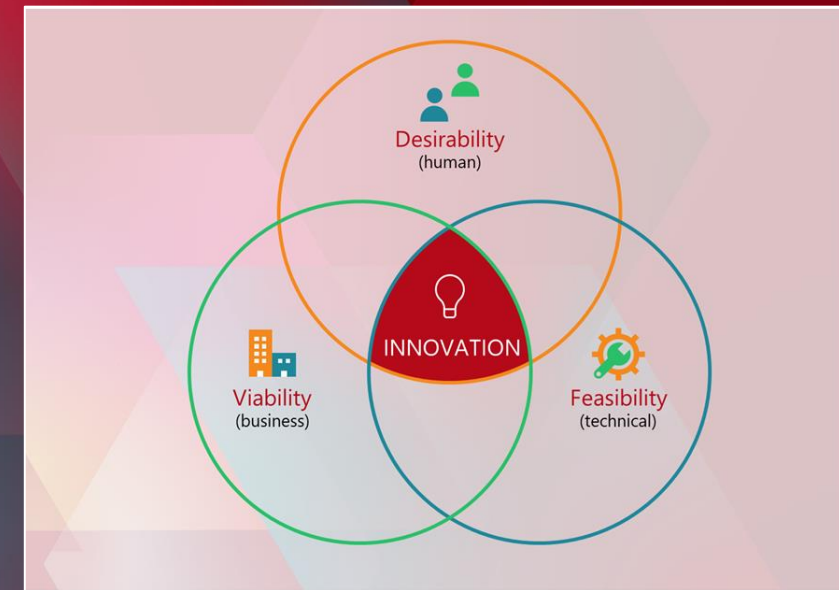 Desirability
(human)
INNOVATION
Viability
(business)
Feasibility
(technical)